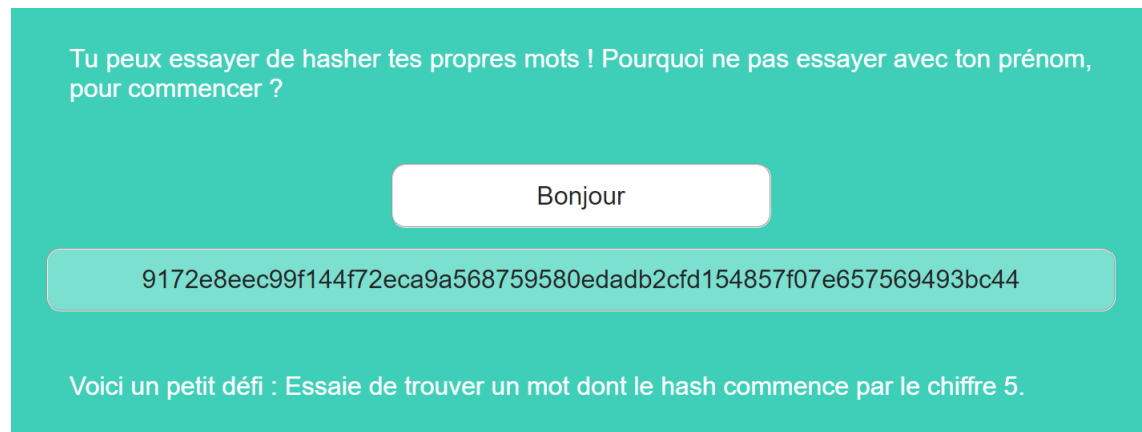 Tu peux essayer de hasher tes propres mots ! Pourquoi ne pas essayer avec ton prénom,
pour commencer ?
Bonjour
9172e8eec99f144f72eca9a568759580edadb2cfd154857f07e657569493bc44
Voici un petit défi : Essaie de trouver un mot dont le hash commence par le chiffre 5.